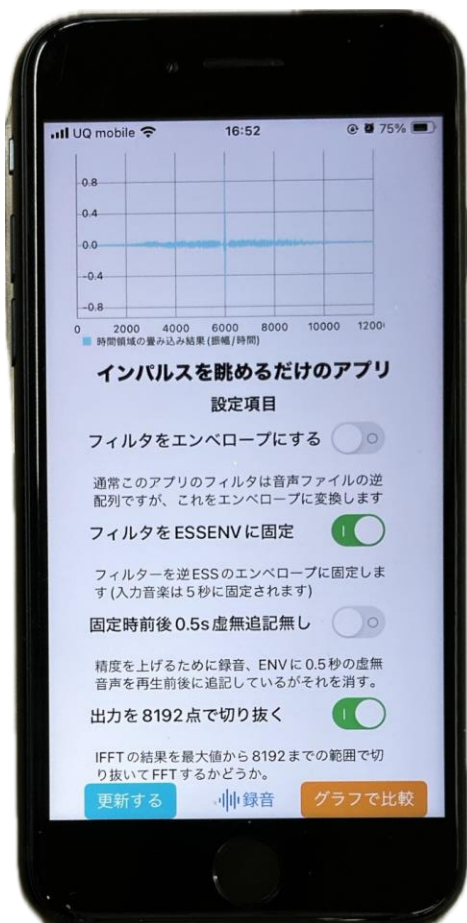 UQ mobile 16:52 75%
0.8
0.4
0.0
-0.4
-0.8
0 2000 4000 6000 8000 10000 1200
時間領域の畳み込み結果(振幅/時間)
インパルスを眺めるだけのアプリ
設定項目
フィルタをエンベロープにする
通常このアプリのフィルタは音声ファイルの逆
配列ですが、これをエンベロープに変換します
フィルタをESSENVに固定
フィルターを逆ESSのエンベロープに固定しま
す(入力音楽は5秒に固定されます)
固定時前後0.5s虚無追記無し
精度を上げるために録音、ENVに0.5秒の虚無
音声を再生前後に追記しているがそれを消す。
出力を8192点で切り抜く
IFFTの結果を最大値から8192までの範囲で切
り抜いてFFTするかどうか。
更新する 録音 グラフで比較